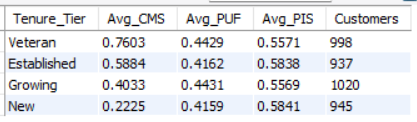 Tenure_Tier Avg_CMS Avg_PUF Avg_PIS Customers
Veteran 0.7603 0.4429 0.5571 998
Established 0.5884 0.4162 0.5838 937
Growing 0.4033 0.4431 0.5569 1020
New 0.2225 0.4159 0.5841 945